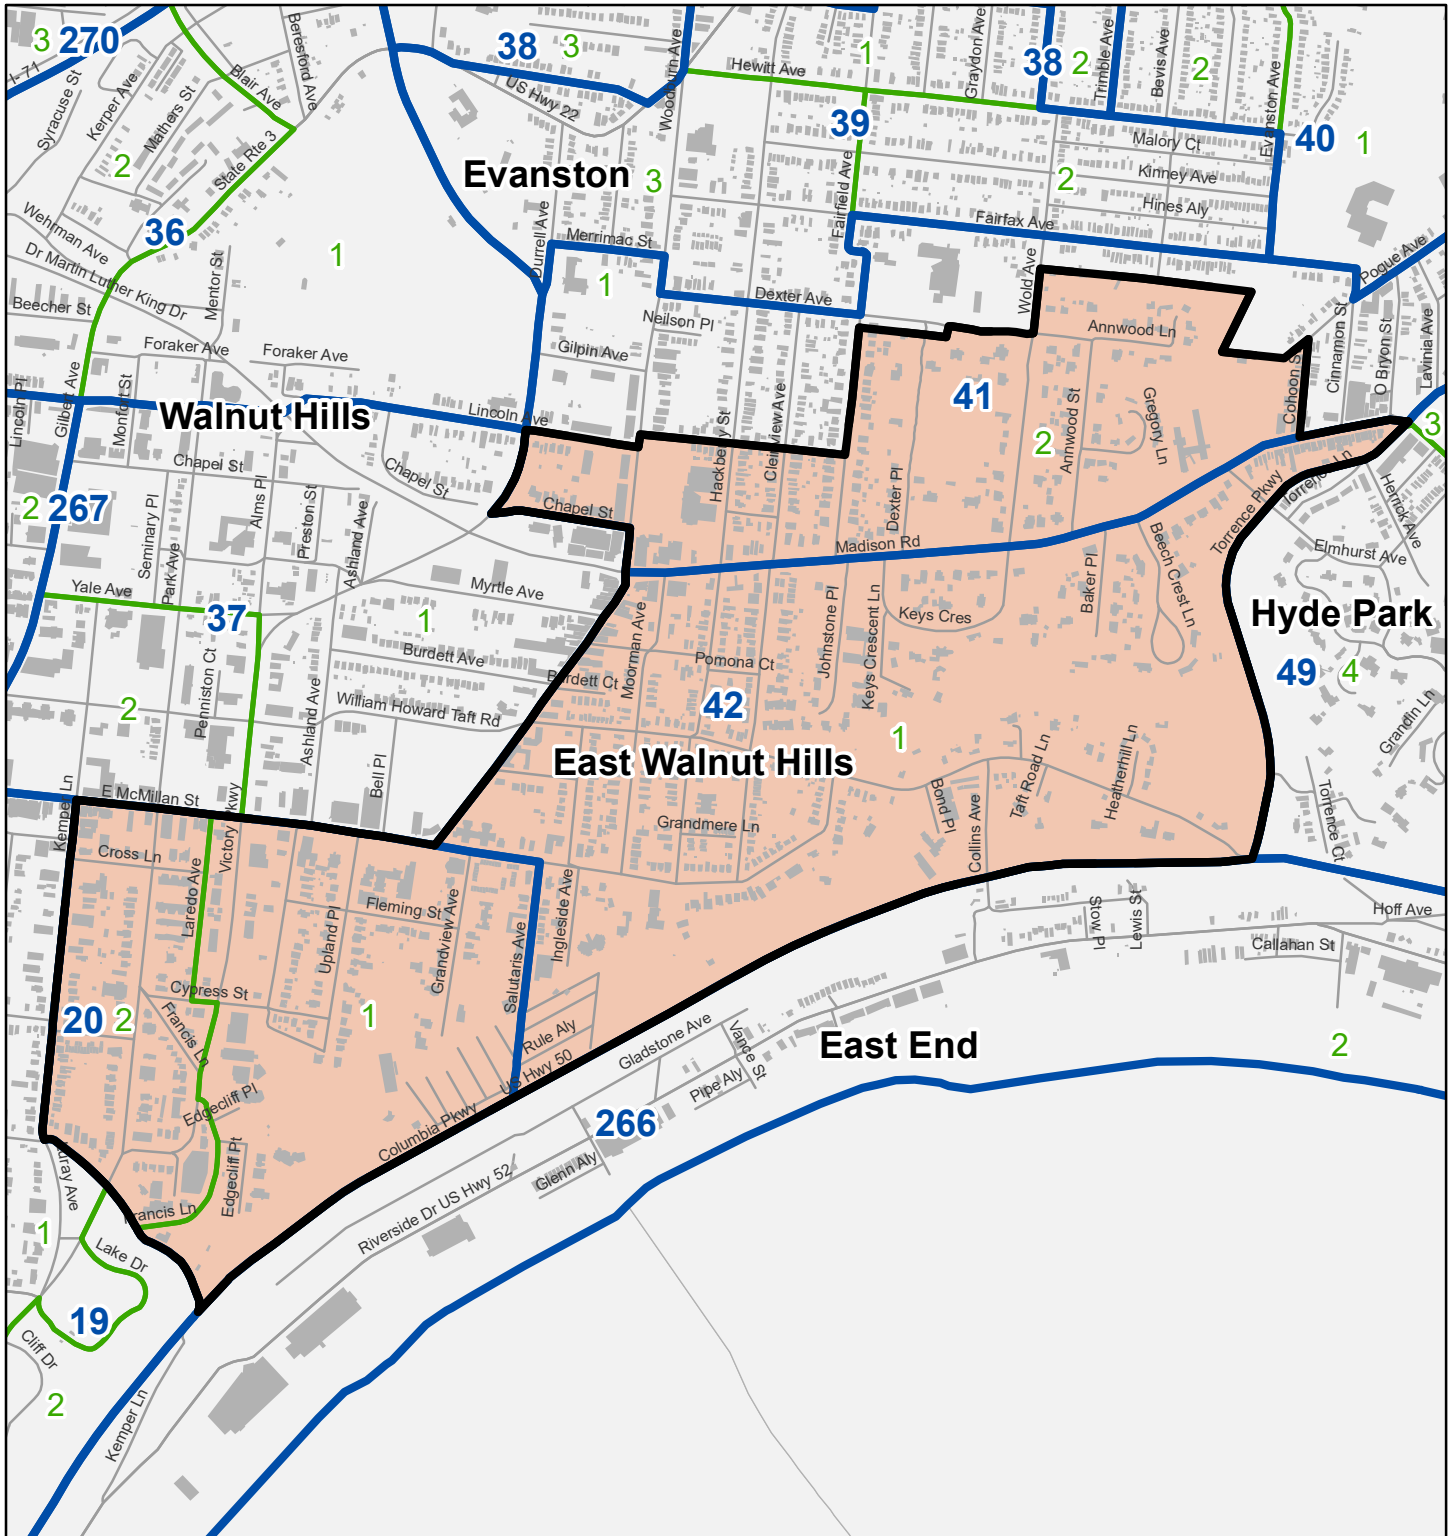 3
270
I-71
Syracuse St
Kerper Ave
Mathers St
Blair Ave
Beresford Ave
2
State Rte 3
Wehrman Ave
36
Dr Martin Luther King Dr
Beecher St
Mentor St
1
Foraker Ave
Foraker Ave
Gilbert Ave
Monfort St
Lincoln Pl
Walnut Hills
Lincoln Ave
38
3
US Hwy 22
Woodburn Ave
Hewitt Ave
1
Graydon Ave
38
2
Trimble Ave
Bevis Ave
2
Evanston Ave
39
40
1
Malory Ct
Kinney Ave
Hines Aly
2
Evanston
3
Fairfield Ave
Fairfax Ave
Durrell Ave
Merrimac St
1
Dexter Ave
Wold Ave
Pogue Ave
Neilson Pl
Gilpin Ave
Annwood Ln
Cinnamon St
O Bryon St
Lavinia Ave
Cohoon St
41
2
Annwood St
Gregory Ln
3
Chapel St
Chapel St
Chapel St
2
267
Seminary Pl
Alms Pl
Preston St
Ashland Ave
Park Ave
Hackberry St
Cleinview Ave
Dexter Pl
Madison Rd
Torrence Pkwy
Torrence Ln
Herrick Ave
Elmhurst Ave
Yale Ave
37
Myrtle Ave
1
Burdett Ave
Burdett Ct
William Howard Taft Rd
Moorman Ave
Pomona Ct
42
Johnstone Pl
Keys Crescent Ln
Keys Cres
Baker Pl
Beech Crest Ln
Hyde Park
49
4
Grandin Ln
2
Penniston Ct
Ashland Ave
Bell Pl
East Walnut Hills
1
Bond Pl
Collins Ave
Taft Road Ln
Heatherhill Ln
Torrence Ct
E McMillan St
Kemper Ln
Victory Pkwy
Cross Ln
Laredo Ave
Grandmere Ln
Fleming St
Upland Pl
Grandview Ave
Salutaris Ave
Ingleside Ave
Stow Pl
Lewis St
Hoff Ave
Callahan St
Cypress St
20
2
Francis Ln
1
Rule Aly
US Hwy 50
Gladstone Ave
Vance St
Pipe Aly
East End
2
Edgecliff Pl
Columbia Pkwy
266
Edgecliff Pt
Glenn Aly
Francis Ln
Riverside Dr US Hwy 52
1
Lake Dr
19
Cliff Dr
2
Kemper Ln